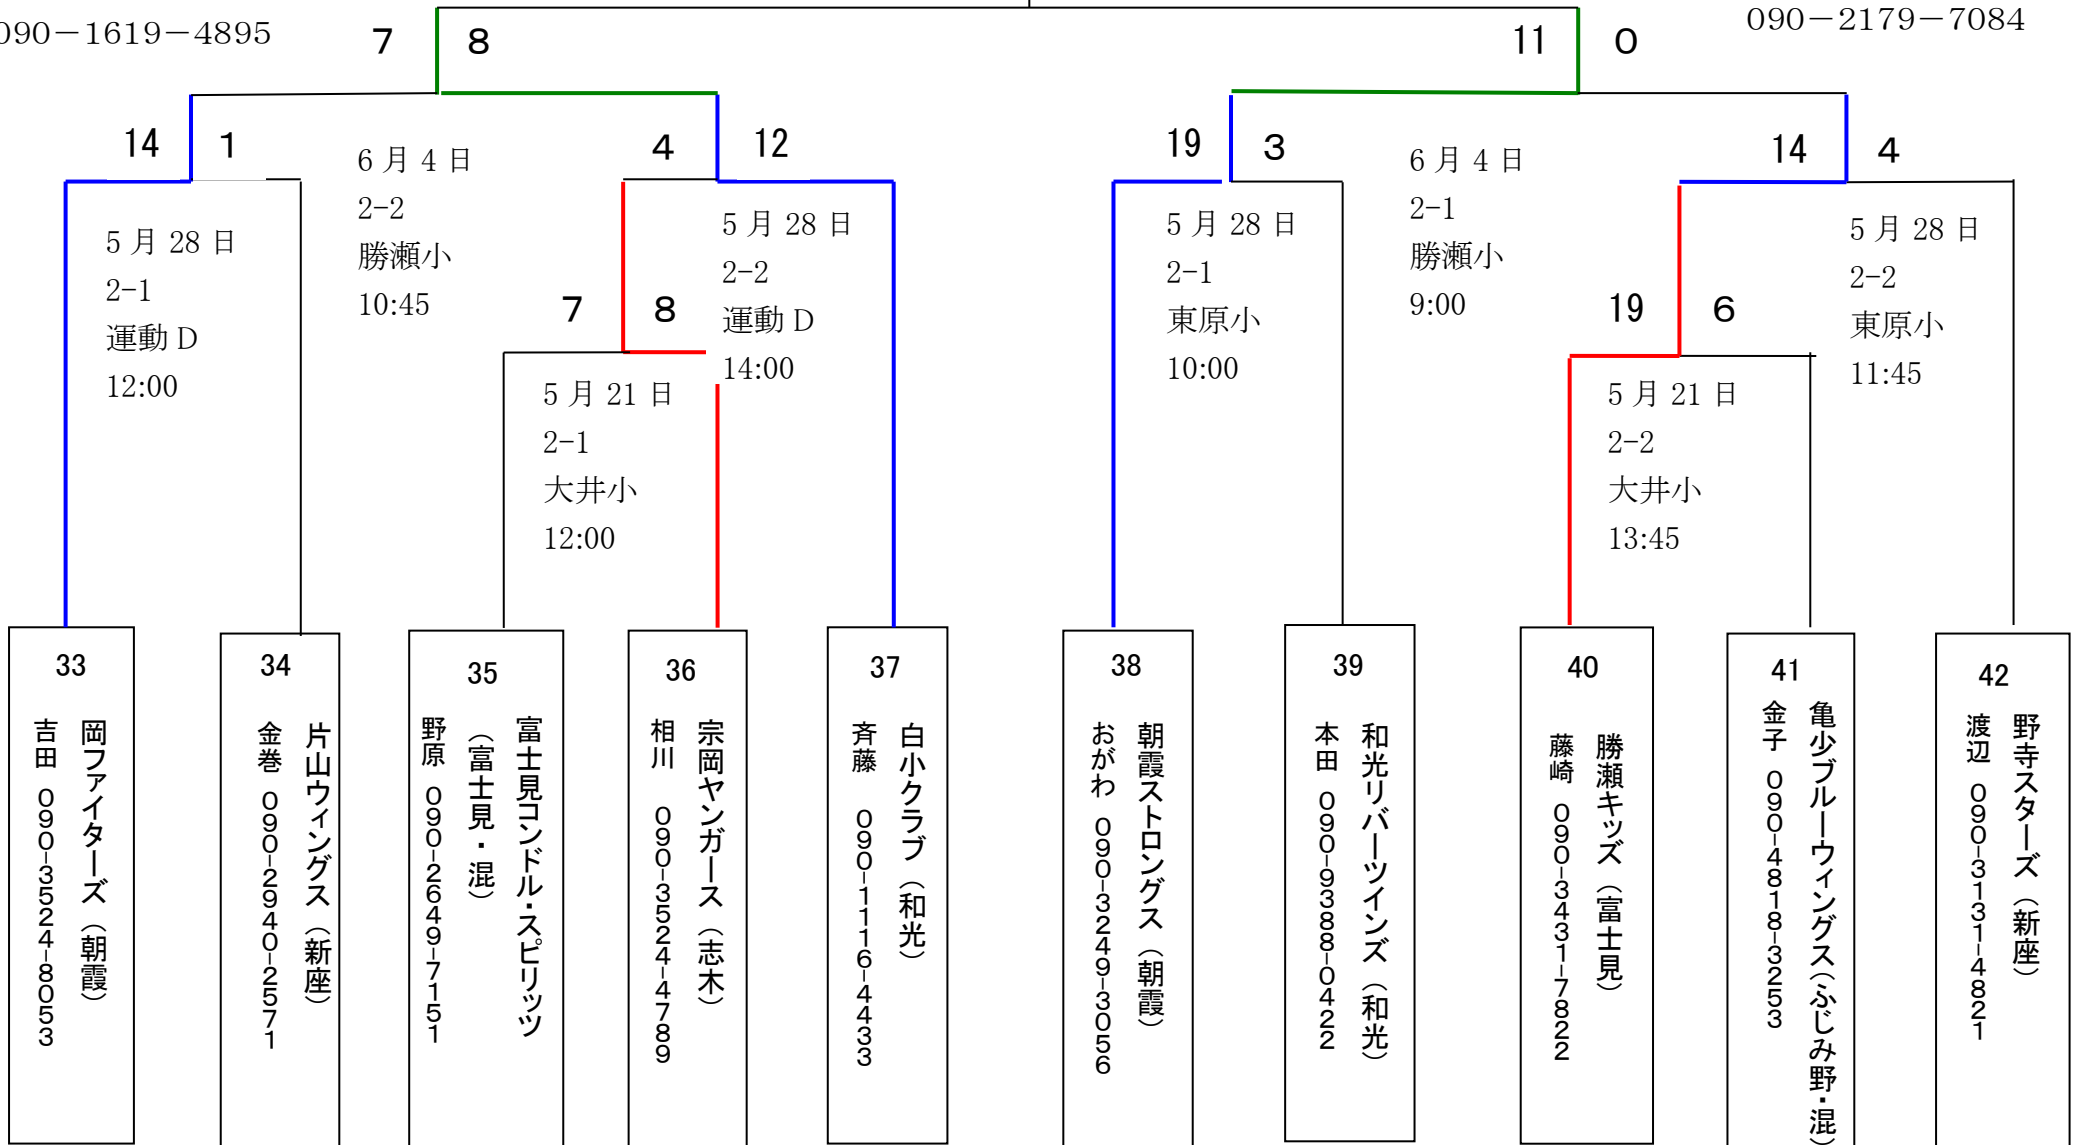 090－1619－4895
090－2179－7084
7 8
11 0
14 1
4 12
19 3
14 4
6月4日
2-2
勝瀬小
10:45
6月4日
2-1
勝瀬小
9:00
5月28日
2-1
運動D
12:00
5月28日
2-2
運動D
14:00
5月28日
2-1
東原小
10:00
5月28日
2-2
東原小
11:45
7 8
19 6
5月21日
2-1
大井小
12:00
5月21日
2-2
大井小
13:45
33
岡ファイターズ（朝霞）
吉田 090-3524-8053
34
片山ウィングス（新座）
金巻 090-2940-2571
35
富士見コンドル・スピリッツ
（富士見・混）
野原 090-2649-7151
36
宗岡ヤンガース（志木）
相川 090-3524-4789
37
白小クラブ（和光）
斉藤 090-1116-4433
38
朝霞ストロングス（朝霞）
おがわ 090-3249-3056
39
和光リバーツインズ（和光）
本田 090-9388-0422
40
勝瀬キッズ（富士見）
藤崎 090-3431-7822
41
亀少ブルーウィングス(ふじみ野・混)
金子 090-4818-3253
42
野寺スターズ（新座）
渡辺 090-3131-4821